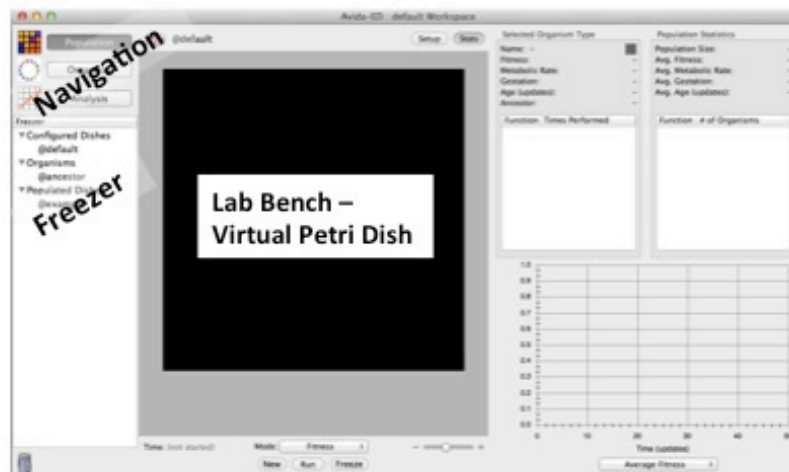 Avida-ED : default Workspace
Population
@default
Setup
Stats
Navigation
Analysis
Freezer
Configured Dishes
@default
Organisms
@ancestor
Populated
Freezer
Lab Bench –
Virtual Petri Dish
Selected Organism Type
Name: -
Fitness: -
Metabolic Rate: -
Gestation: -
Age (updates): -
Ancestor: -
Function Times Performed
Population Statistics
Population Size: -
Avg. Fitness: -
Avg. Metabolic Rate: -
Avg. Gestation: -
Avg. Age (updates): -
Function # of Organisms
1.0
0.9
0.8
0.7
0.6
0.5
0.4
0.3
0.2
0.1
0.0
0 10 20 30 40
Time (updates)
Average Fitness
Time: (not started)
Mode: Fitness
New
Run
Freeze